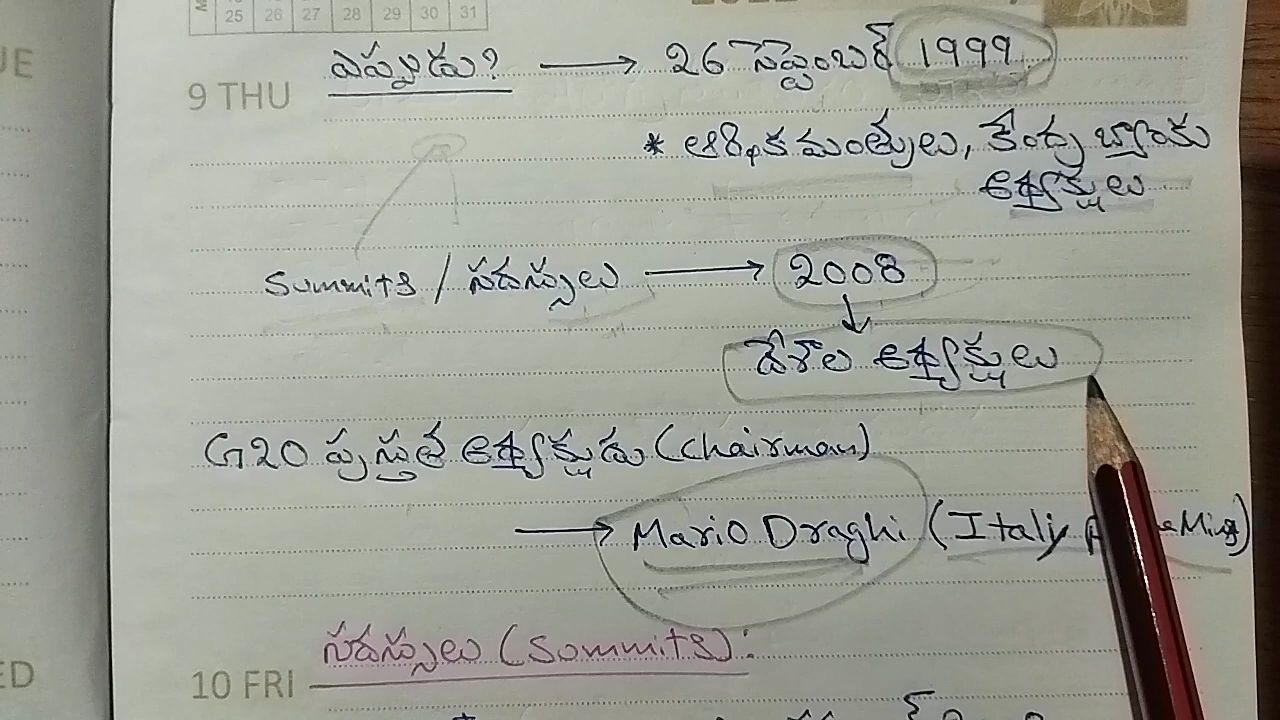 25 26 27 28 29 30 31
ఎప్పుడు? → 26 సెప్టెంబర్ 1999
9 THU
* ఆర్థిక మంత్రులు, కేంద్ర బ్యాంకు
అధ్యక్షులు
Summits / సదస్సులు → 2008
↓
దేశాల అధ్యక్షులు
G20 ప్రస్తుత అధ్యక్షుడు (Chairman)
→ Mario Draghi (Italy
సదస్సులు (Summits):
10 FRI